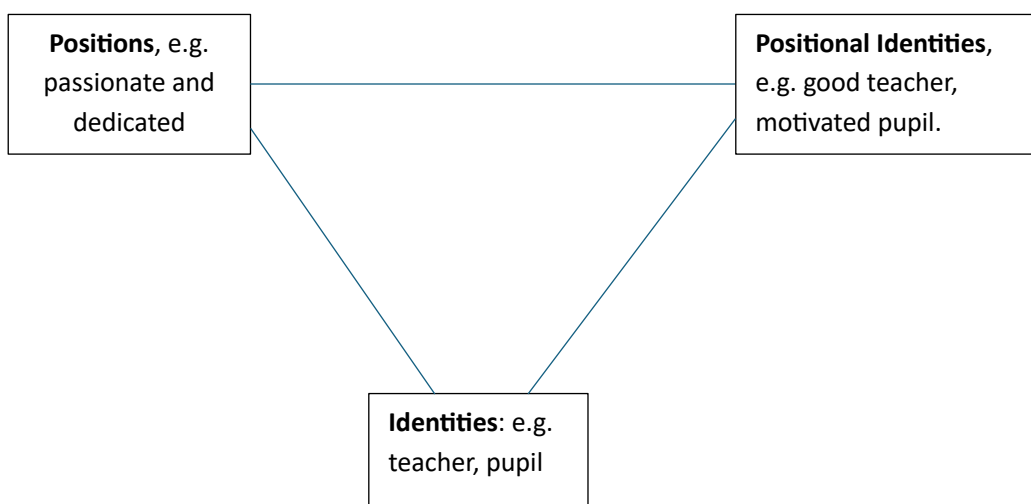 Positions, e.g.
passionate and
dedicated
Positional Identities,
e.g. good teacher,
motivated pupil.
Identities: e.g.
teacher, pupil